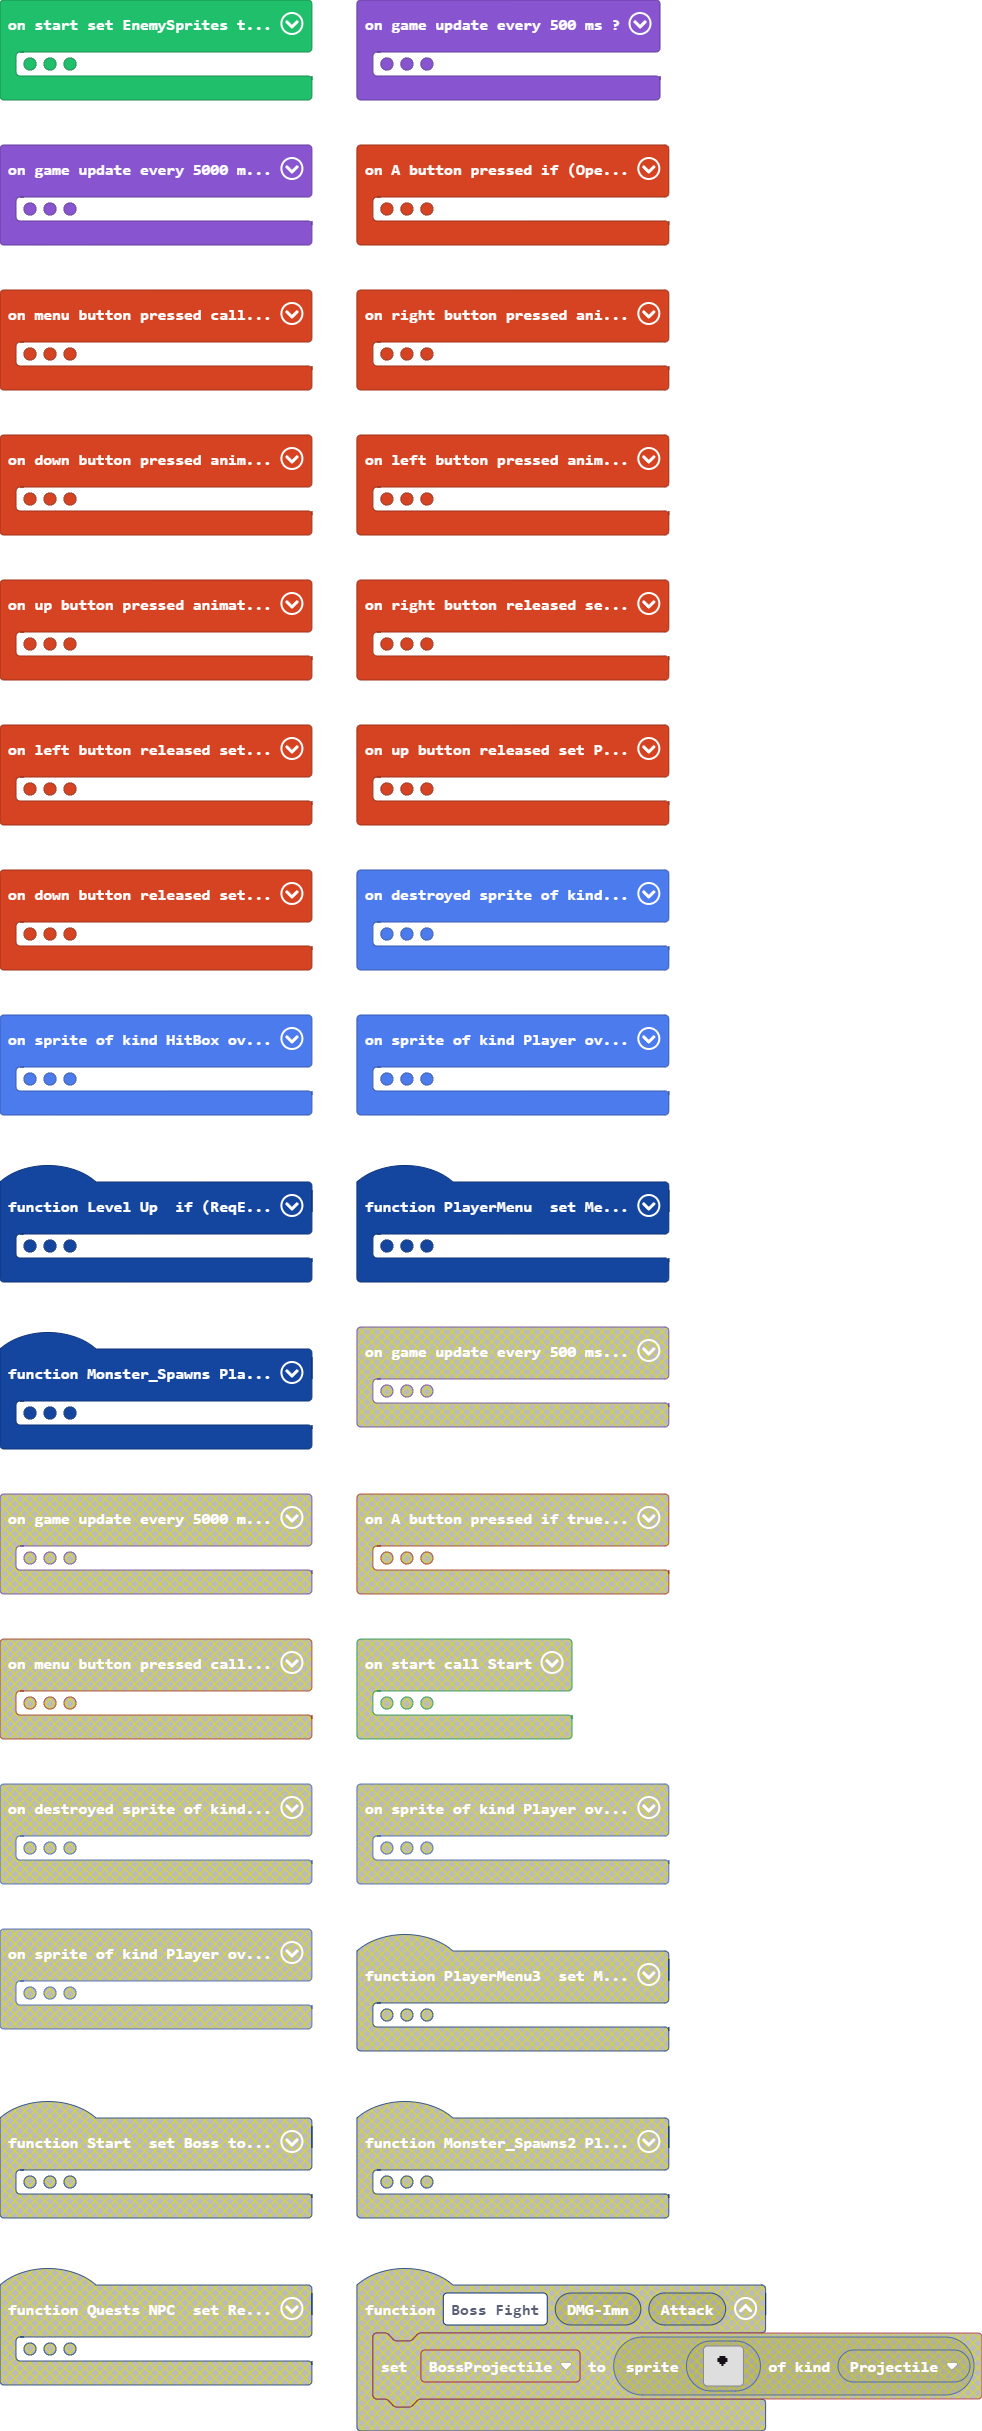 on start set EnemySprites t...
on game update every 500 ms ?
on game update every 5000 m...
on A button pressed if (Ope...
on menu button pressed call...
on right button pressed ani...
on down button pressed anim...
on left button pressed anim...
on up button pressed animat...
on right button released se...
on left button released set...
on up button released set P...
on down button released set...
on destroyed sprite of kind...
on sprite of kind HitBox ov...
on sprite of kind Player ov...
function Level Up  if (ReqE...
function PlayerMenu  set Me...
function Monster_Spawns Pla...
on game update every 500 ms...
on game update every 5000 m...
on A button pressed if true...
on menu button pressed call...
on start call Start
on destroyed sprite of kind...
on sprite of kind Player ov...
on sprite of kind Player ov...
function PlayerMenu3  set M...
function Start  set Boss to...
function Monster_Spawns2 Pl...
function Quests NPC  set Re...
function Boss Fight DMG-Imn Attack
set BossProjectile to sprite of kind Projectile